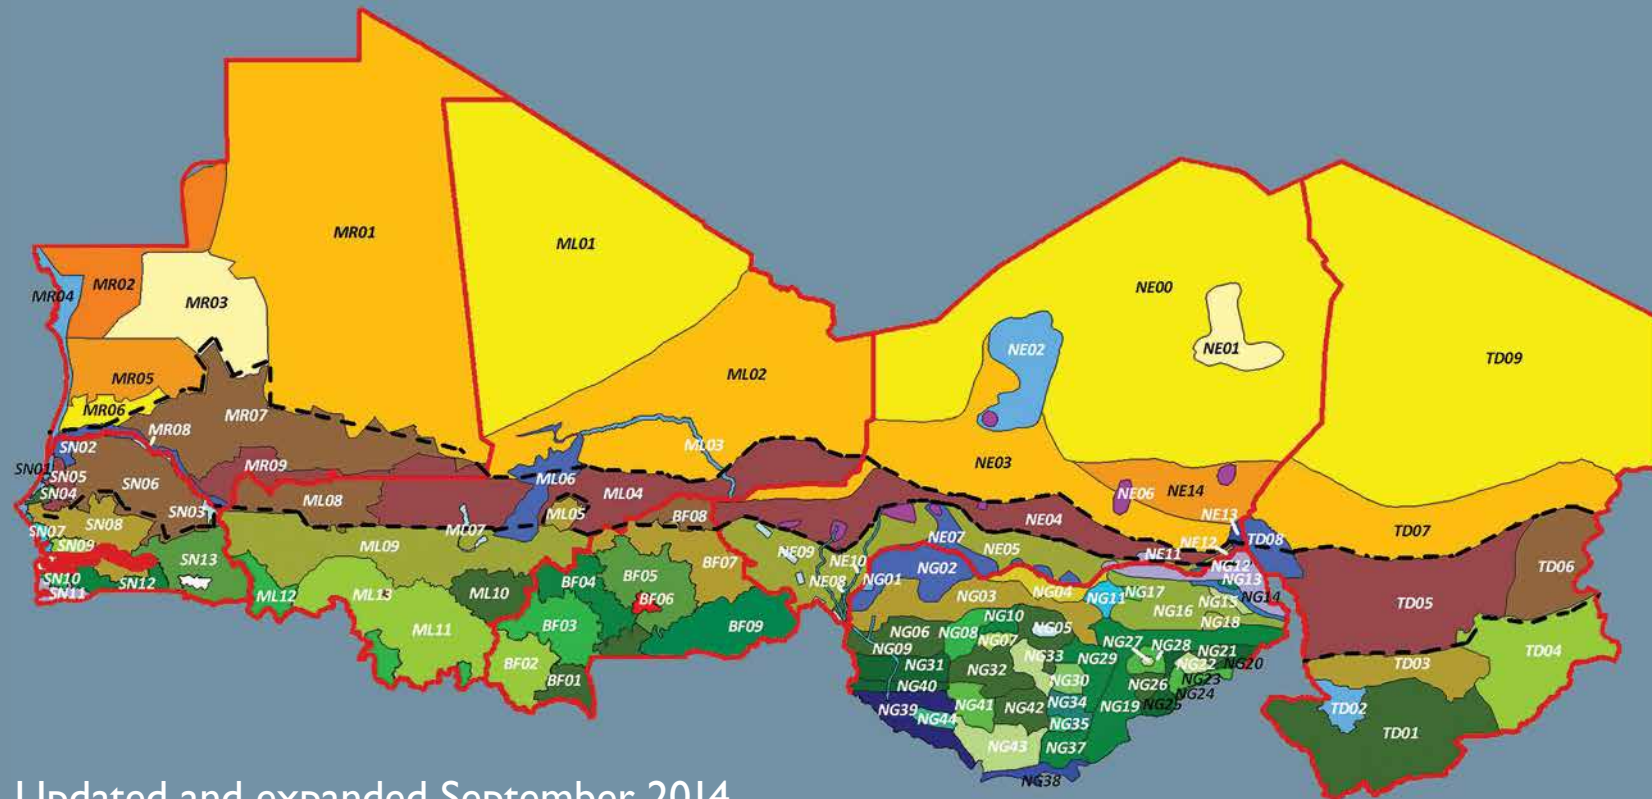 MR01
ML01
MR02
MR04
MR03
NE00
NE02
NE01
TD09
MR05
ML02
MR06
MR07
MR08
SN02
ML03
MR09
NE03
SN01
SN05
SN06
SN04
ML06
ML04
NE06
NE14
ML08
SN03
ML05
BF08
NE04
NE13
SN07
SN08
ML07
NE07
NE12
TD08
TD07
SN09
ML09
NE09
NE05
NE11
SN13
BF07
NE10
NG12
TD06
SN10
SN12
BF04
BF05
NE08
NG01
NG02
NG13
SN11
ML12
ML13
ML10
BF06
NG03
NG04
NG11
NG17
NG15
NG14
TD05
ML11
BF03
BF09
NG10
NG16
NG18
NG06
NG08
NG07
NG05
NG09
NG27
NG28
NG21
NG33
NG29
NG22
NG20
BF02
NG31
NG32
TD03
TD04
BF01
NG40
NG30
NG26
NG23
NG24
NG39
NG41
NG42
NG34
NG19
NG25
TD02
NG44
NG35
TD01
NG43
NG37
NG38
Updated and expanded September 2014